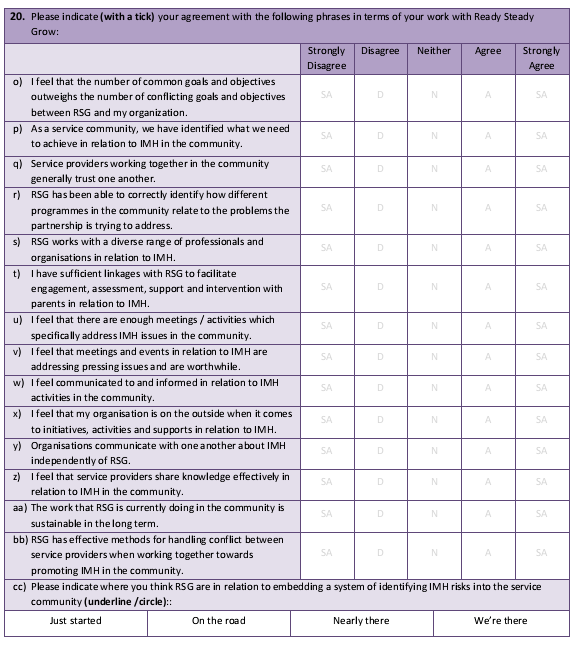 20. Please indicate (with a tick) your agreement with the following phrases in terms of your work with Ready Steady
Grow:
Strongly Disagree Disagree Neither Agree Strongly Agree
o) I feel that the number of common goals and objectives
outweighs the number of conflicting goals and objectives
between RSG and my organization.
SA D N A SA
p) As a service community, we have identified what we need
to achieve in relation to IMH in the community.
SA D N A SA
q) Service providers working together in the community
generally trust one another.
SA D N A SA
r) RSG has been able to correctly identify how different
programmes in the community relate to the problems the
partnership is trying to address.
SA D N A SA
s) RSG works with a diverse range of professionals and
organisations in relation to IMH.
SA D N A SA
t) I have sufficient linkages with RSG to facilitate
engagement, assessment, support and intervention with
parents in relation to IMH.
SA D N A SA
u) I feel that there are enough meetings / activities which
specifically address IMH issues in the community.
SA D N A SA
v) I feel that meetings and events in relation to IMH are
addressing pressing issues and are worthwhile.
SA D N A SA
w) I feel communicated to and informed in relation to IMH
activities in the community.
SA D N A SA
x) I feel that my organisation is on the outside when it comes
to initiatives, activities and supports in relation to IMH.
SA D N A SA
y) Organisations communicate with one another about IMH
independently of RSG.
SA D N A SA
z) I feel that service providers share knowledge effectively in
relation to IMH in the community.
SA D N A SA
aa) The work that RSG is currently doing in the community is
sustainable in the long term.
SA D N A SA
bb) RSG has effective methods for handling conflict between
service providers when working together towards
promoting IMH in the community.
SA D N A SA
cc) Please indicate where you think RSG are in relation to embedding a system of identifying IMH risks into the service
community (underline /circle)::
Just started On the road Nearly there We're there